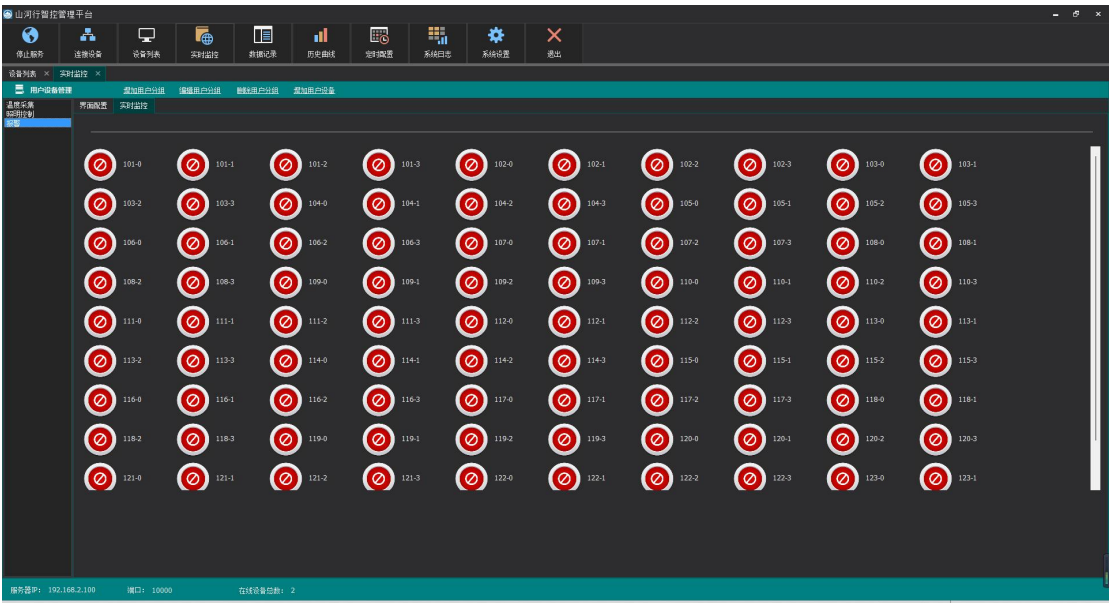 山河行智控管理平台
停止服务 连接设备 设备列表 实时监控 数据记录 历史曲线 定时配置 系统日志 系统设置 退出
设备列表 × 实时监控 ×
用户设备管理 增加用户分组 编辑用户分组 删除用户分组 增加用户设备
温度采集
照明控制
报警
界面配置 实时监控
101-0 101-1 101-2 101-3 102-0 102-1 102-2 102-3 103-0 103-1
103-2 103-3 104-0 104-1 104-2 104-3 105-0 105-1 105-2 105-3
106-0 106-1 106-2 106-3 107-0 107-1 107-2 107-3 108-0 108-1
108-2 108-3 109-0 109-1 109-2 109-3 110-0 110-1 110-2 110-3
111-0 111-1 111-2 111-3 112-0 112-1 112-2 112-3 113-0 113-1
113-2 113-3 114-0 114-1 114-2 114-3 115-0 115-1 115-2 115-3
116-0 116-1 116-2 116-3 117-0 117-1 117-2 117-3 118-0 118-1
118-2 118-3 119-0 119-1 119-2 119-3 120-0 120-1 120-2 120-3
121-0 121-1 121-2 121-3 122-0 122-1 122-2 122-3 123-0 123-1
服务器IP: 192.168.2.100 端口: 10000 在线设备总数: 2